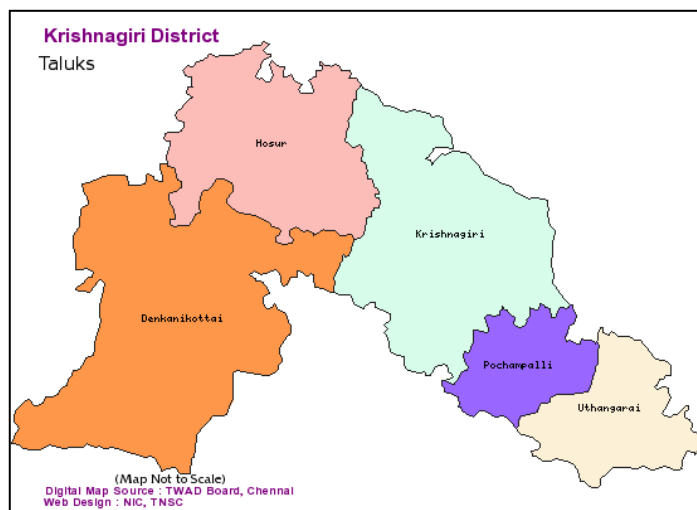 Krishnagiri District
Taluks
Hosur
Krishnagiri
Denkanikottai
Pochampalli
Uthangarai
(Map Not to Scale)
Digital Map Source : TWAD Board, Chennai
Web Design : NIC, TNSC